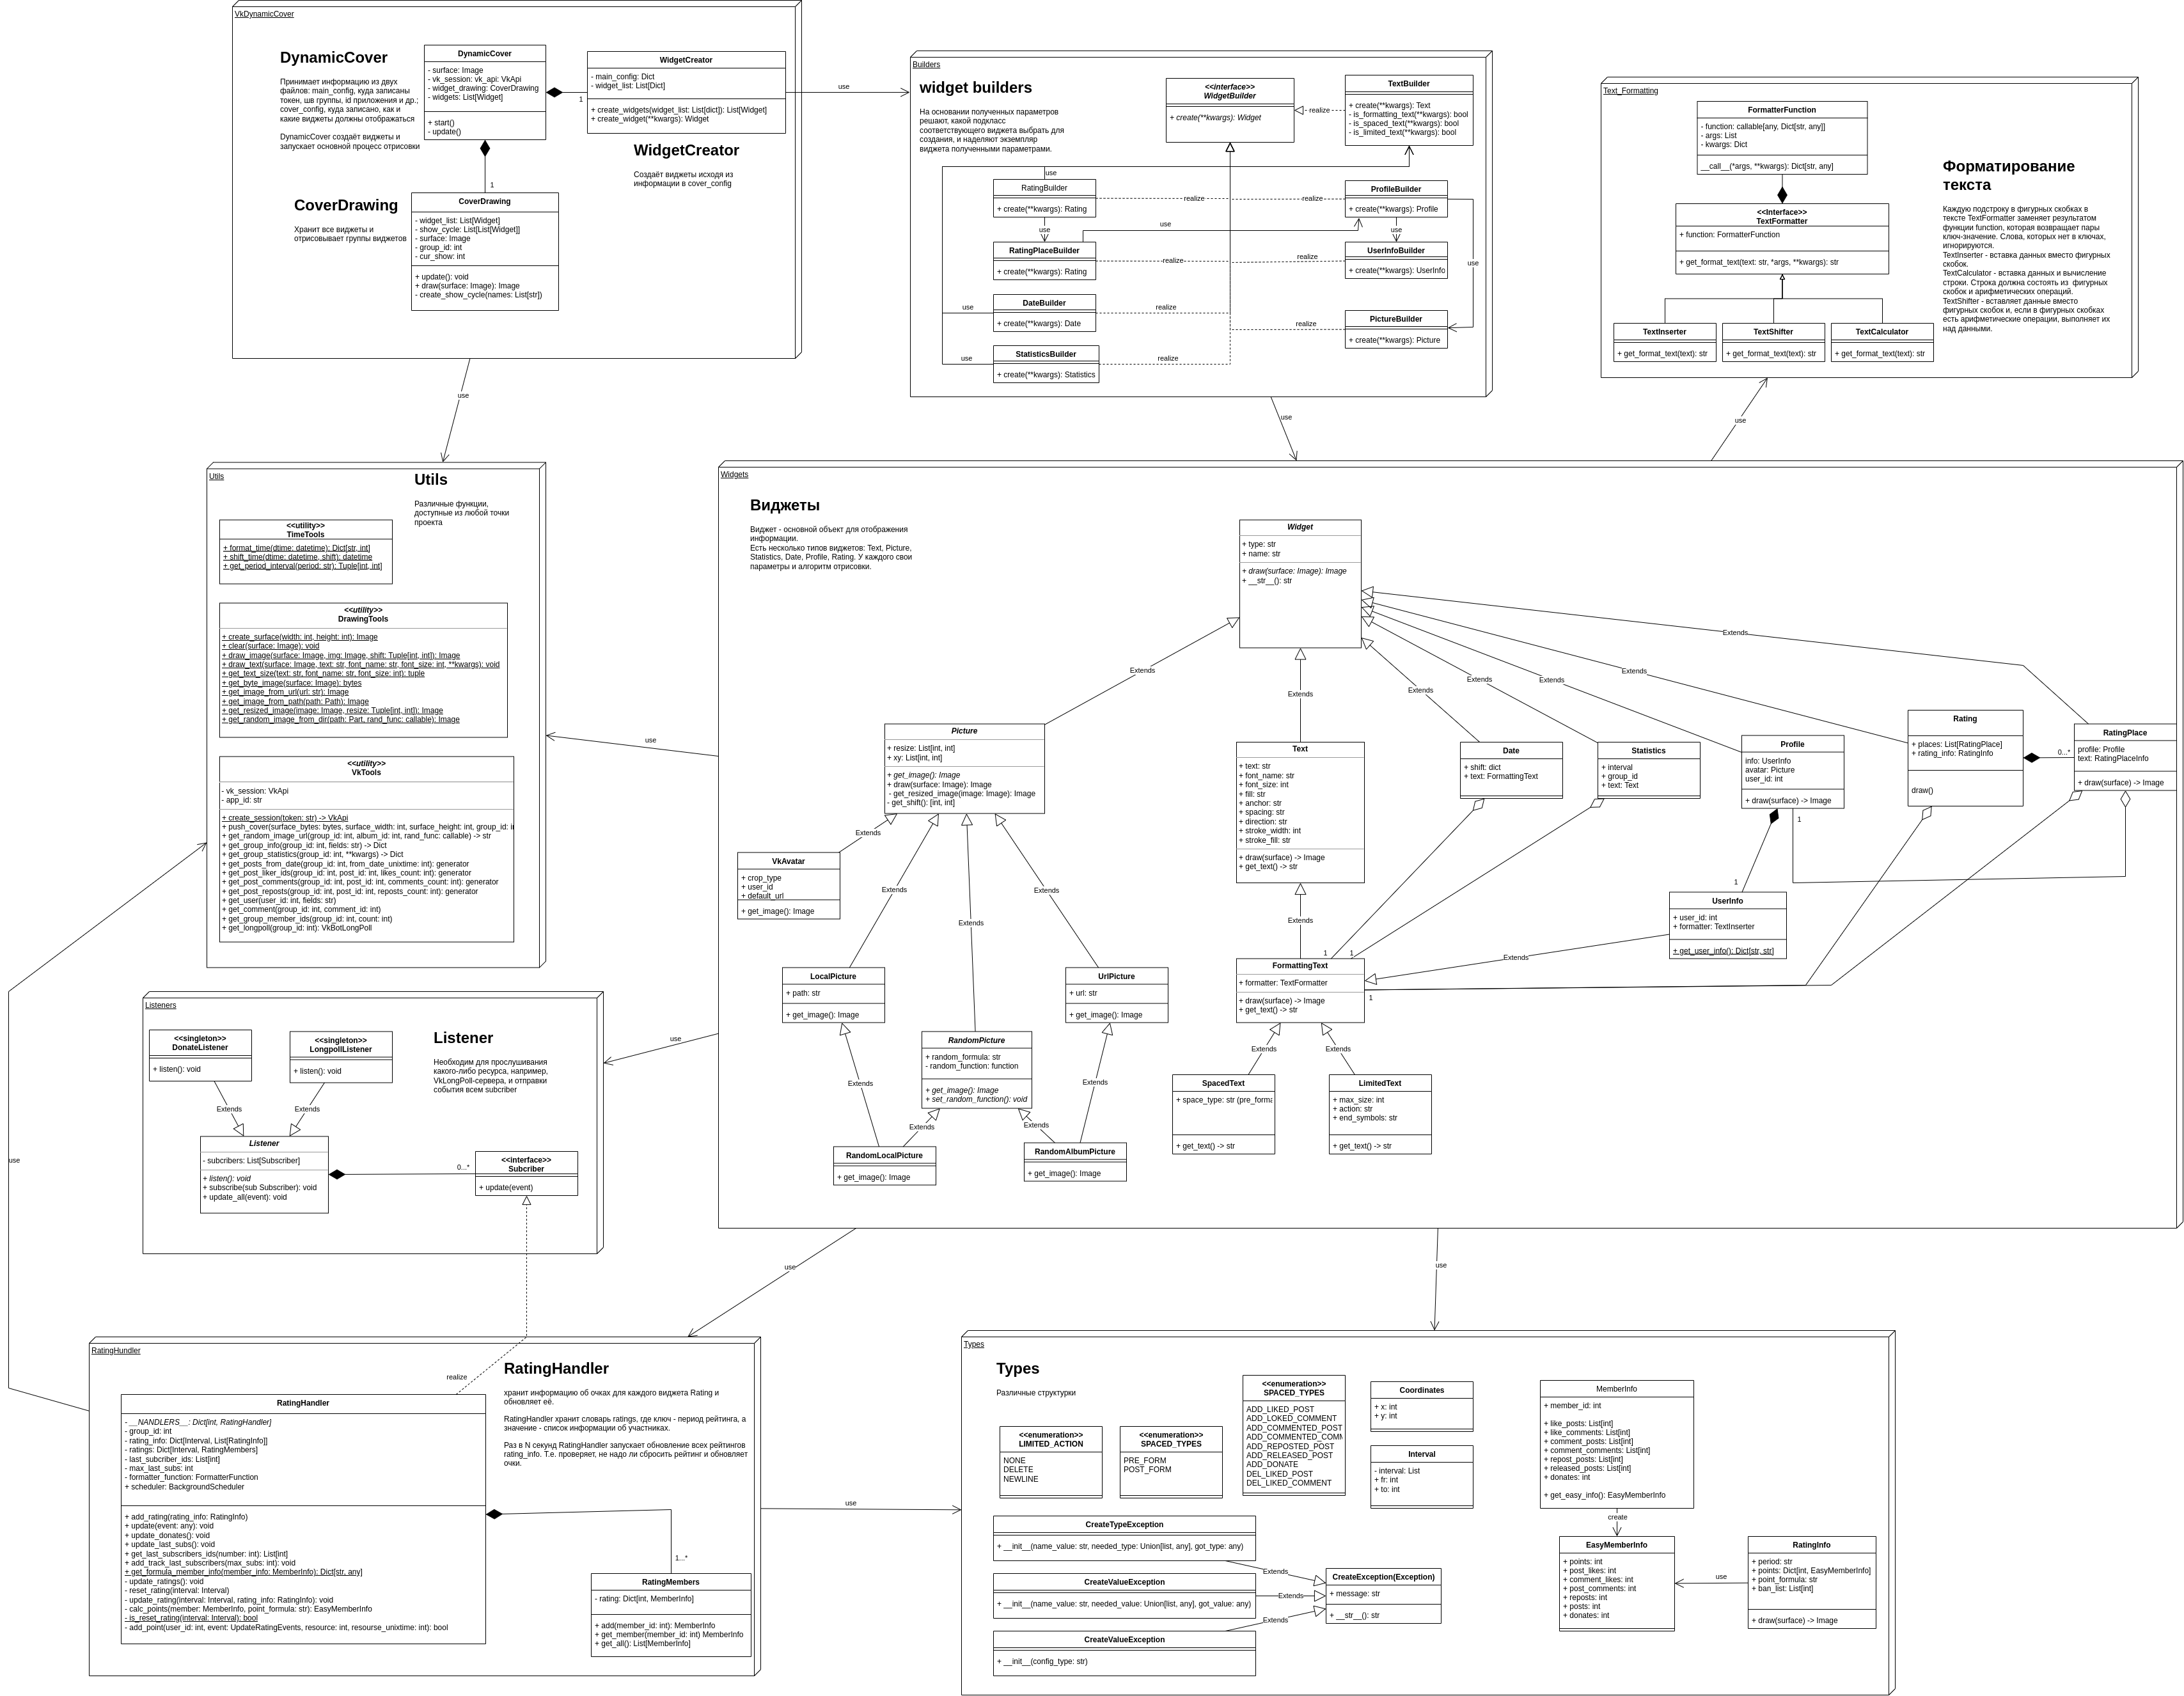 VkDynamicCover
DynamicCover
Принимает информацию из двух
файлов: main_config, куда записаны
токен, шв группы, id приложения и др.;
cover_config, куда записано, как и
какие виджеты должны отображаться
DynamicCover создаёт виджеты и
запускает основной процесс отрисовки
DynamicCover
- surface: Image
- vk_session: vk_api: VkApi
- widget_drawing: CoverDrawing
- widgets: List[Widget]
+ start()
- update()
1
WidgetCreator
- main_config: Dict
- widget_list: List[Dict]
+ create_widgets(widget_list: List[dict]): List[Widget]
+ create_widget(**kwargs): Widget
WidgetCreator
Создаёт виджеты исходя из
информации в cover_config
1
CoverDrawing
Хранит все виджеты и
отрисовывает группы виджетов
CoverDrawing
- widget_list: List[Widget]
- show_cycle: List[List[Widget]]
- surface: Image
- group_id: int
- cur_show: int
+ update(): void
+ draw(surface: Image): Image
- create_show_cycle(names: List[str])
use
use
Builders
widget builders
На основании полученных параметров
решают, какой подкласс
соответствующего виджета выбрать для
создания, и наделяют экземпляр
виджета полученными параметрами.
<<interface>>
WidgetBuilder
+ create(**kwargs): Widget
realize
TextBuilder
+ create(**kwargs): Text
- is_formatting_text(**kwargs): bool
- is_spaced_text(**kwargs): bool
- is_limited_text(**kwargs): bool
use
RatingBuilder
+ create(**kwargs): Rating
realize
realize
ProfileBuilder
+ create(**kwargs): Profile
use
use
use
RatingPlaceBuilder
+ create(**kwargs): Rating
realize
realize
UserInfoBuilder
+ create(**kwargs): UserInfo
use
use
DateBuilder
+ create(**kwargs): Date
realize
realize
PictureBuilder
+ create(**kwargs): Picture
use
StatisticsBuilder
+ create(**kwargs): Statistics
realize
use
Text_Formatting
FormatterFunction
- function: callable[any, Dict[str, any]]
- args: List
- kwargs: Dict
__call__(*args, **kwargs): Dict[str, any]
<<Interface>>
TextFormatter
+ function: FormatterFunction
+ get_format_text(text: str, *args, **kwargs): str
TextInserter
+ get_format_text(text): str
TextShifter
+ get_format_text(text): str
TextCalculator
+ get_format_text(text): str
Форматирование
текста
Каждую подстроку в фигурных скобках в
тексте TextFormatter заменяет результатом
функции function, которая возвращает пары
ключ-значение. Слова, которых нет в ключах,
игнорируются.
TextInserter - вставка данных вместо фигурных
скобок.
TextCalculator - вставка данных и вычисление
строки. Строка должна состоять из фигурных
скобок и арифметических операций.
TextShifter - вставляет данные вместо
фигурных скобок и, если в фигурных скобках
есть арифметические операции, выполняет их
над данными.
use
Utils
Utils
Различные функции,
доступные из любой точки
проекта
<<utility>>
TimeTools
+ format_time(dtime: datetime): Dict[str, int]
+ shift_time(dtime: datetime, shift): datetime
+ get_period_interval(period: str): Tuple[int, int]
<<utility>>
DrawingTools
+ create_surface(width: int, height: int): Image
+ clear(surface: Image): void
+ draw_image(surface: Image, img: Image, shift: Tuple[int, int]): Image
+ draw_text(surface: Image, text: str, font_name: str, font_size: int, **kwargs): void
+ get_text_size(text: str, font_name: str, font_size: int): tuple
+ get_byte_image(surface: Image): bytes
+ get_image_from_url(url: str): Image
+ get_image_from_path(path: Path): Image
+ get_resized_image(image: Image, resize: Tuple[int, int]): Image
+ get_random_image_from_dir(path: Part, rand_func: callable): Image
<<utility>>
VkTools
- vk_session: VkApi
- app_id: str
+ create_session(token: str) -> VkApi
+ push_cover(surface_bytes: bytes, surface_width: int, surface_height: int, group_id: i
+ get_random_image_url(group_id: int, album_id: int, rand_func: callable) -> str
+ get_group_info(group_id: int, fields: str) -> Dict
+ get_group_statistics(group_id: int, **kwargs) -> Dict
+ get_posts_from_date(group_id: int, from_date_unixtime: int): generator
+ get_post_liker_ids(group_id: int, post_id: int, likes_count: int): generator
+ get_post_comments(group_id: int, post_id: int, comments_count: int): generator
+ get_post_reposts(group_id: int, post_id: int, reposts_count: int): generator
+ get_user(user_id: int, fields: str)
+ get_comment(group_id: int, comment_id: int)
+ get_group_member_ids(group_id: int, count: int)
+ get_longpoll(group_id: int): VkBotLongPoll
use
Widgets
Виджеты
Виджет - основной объект для отображения
информации.
Есть несколько типов виджетов: Text, Picture,
Statistics, Date, Profile, Rating. У каждого свои
параметры и алгоритм отрисовки.
Widget
+ type: str
+ name: str
+ draw(surface: Image): Image
+ __str__(): str
Extends
Extends
Extends
Extends
Extends
Extends
Extends
Picture
+ resize: List[int, int]
+ xy: List[int, int]
+ get_image(): Image
+ draw(surface: Image): Image
- get_resized_image(image: Image): Image
- get_shift(): [int, int]
Text
+ text: str
+ font_name: str
+ font_size: int
+ fill: str
+ anchor: str
+ spacing: str
+ direction: str
+ stroke_width: int
+ stroke_fill: str
+ draw(surface) -> Image
+ get_text() -> str
Date
+ shift: dict
+ text: FormattingText
Statistics
+ interval
+ group_id
+ text: Text
Profile
info: UserInfo
avatar: Picture
user_id: int
+ draw(surface) -> Image
Rating
+ places: List[RatingPlace]
+ rating_info: RatingInfo
draw()
0...*
RatingPlace
profile: Profile
text: RatingPlaceInfo
+ draw(surface) -> Image
1
1
UserInfo
+ user_id: int
+ formatter: TextInserter
+ get_user_info(): Dict[str, str]
Extends
VkAvatar
+ crop_type
+ user_id
+ default_url
+ get_image(): Image
Extends
Extends
Extends
Extends
Extends
1
1
FormattingText
+ formatter: TextFormatter
+ draw(surface) -> Image
+ get_text() -> str
1
LocalPicture
+ path: str
+ get_image(): Image
UrlPicture
+ url: str
+ get_image(): Image
RandomPicture
+ random_formula: str
- random_function: function
+ get_image(): Image
+ set_random_function(): void
Extends
Extends
Extends
Extends
RandomLocalPicture
+ get_image(): Image
RandomAlbumPicture
+ get_image(): Image
Extends
Extends
SpacedText
+ space_type: str (pre_form
+ get_text() -> str
LimitedText
+ max_size: int
+ action: str
+ end_symbols: str
+ get_text() -> str
use
Listeners
<<singleton>>
DonateListener
+ listen(): void
<<singleton>>
LongpollListener
+ listen(): void
Listener
Необходим для прослушивания
какого-либо ресурса, например,
VkLongPoll-сервера, и отправки
события всем subcriber
Extends
Extends
Listener
- subcribers: List[Subscriber]
+ listen(): void
+ subscribe(sub Subscriber): void
+ update_all(event): void
0...*
<<interface>>
Subcriber
+ update(event)
use
use
use
realize
RatingHundler
RatingHandler
хранит информацию об очках для каждого виджета Rating и
обновляет её.
RatingHandler хранит словарь ratings, где ключ - период рейтинга, а
значение - список информации об участниках.
Раз в N секунд RatingHandler запускает обновление всех рейтингов
rating_info. Т.е. проверяет, не надо ли сбросить рейтинг и обновляет
очки.
RatingHandler
- __NANDLERS__: Dict[int, RatingHandler]
- group_id: int
- rating_info: Dict[Interval, List[RatingInfo]]
- ratings: Dict[Interval, RatingMembers]
- last_subcriber_ids: List[int]
- max_last_subs: int
- formatter_function: FormatterFunction
+ scheduler: BackgroundScheduler
+ add_rating(rating_info: RatingInfo)
+ update(event: any): void
+ update_donates(): void
+ update_last_subs(): void
+ get_last_subscribers_ids(number: int): List[int]
+ add_track_last_subscribers(max_subs: int): void
+ get_formula_member_info(member_info: MemberInfo): Dict[str, any]
- update_ratings(): void
- reset_rating(interval: Interval)
- update_rating(interval: Interval, rating_info: RatingInfo): void
- calc_points(member: MemberInfo, point_formula: str): EasyMemberInfo
- is_reset_rating(interval: Interval): bool
- add_point(user_id: int, event: UpdateRatingEvents, resource: int, resourse_unixtime: int): bool
1...*
RatingMembers
- rating: Dict[int, MemberInfo]
+ add(member_id: int): MemberInfo
+ get_member(member_id: int) MemberInfo
+ get_all(): List[MemberInfo]
use
Types
Types
Различные структурки
<<enumeration>>
LIMITED_ACTION
NONE
DELETE
NEWLINE
<<enumeration>>
SPACED_TYPES
PRE_FORM
POST_FORM
<<enumeration>>
SPACED_TYPES
ADD_LIKED_POST
ADD_LOKED_COMMENT
ADD_COMMENTED_POST
ADD_COMMENTED_COM
ADD_REPOSTED_POST
ADD_RELEASED_POST
ADD_DONATE
DEL_LIKED_POST
DEL_LIKED_COMMENT
Coordinates
+ x: int
+ y: int
Interval
- interval: List
+ fr: int
+ to: int
MemberInfo
+ member_id: int
+ like_posts: List[int]
+ like_comments: List[int]
+ comment_posts: List[int]
+ comment_comments: List[int]
+ repost_posts: List[int]
+ released_posts: List[int]
+ donates: int
+ get_easy_info(): EasyMemberInfo
create
EasyMemberInfo
+ points: int
+ post_likes: int
+ comment_likes: int
+ post_comments: int
+ reposts: int
+ posts: int
+ donates: int
use
RatingInfo
+ period: str
+ points: Dict[int, EasyMemberInfo]
+ point_formula: str
+ ban_list: List[int]
+ draw(surface) -> Image
CreateTypeException
+ __init__(name_value: str, needed_type: Union[list, any], got_type: any)
Extends
CreateValueException
+ __init__(name_value: str, needed_value: Union[list, any], got_value: any)
Extends
CreateException(Exception)
+ message: str
+ __str__(): str
Extends
CreateValueException
+ __init__(config_type: str)